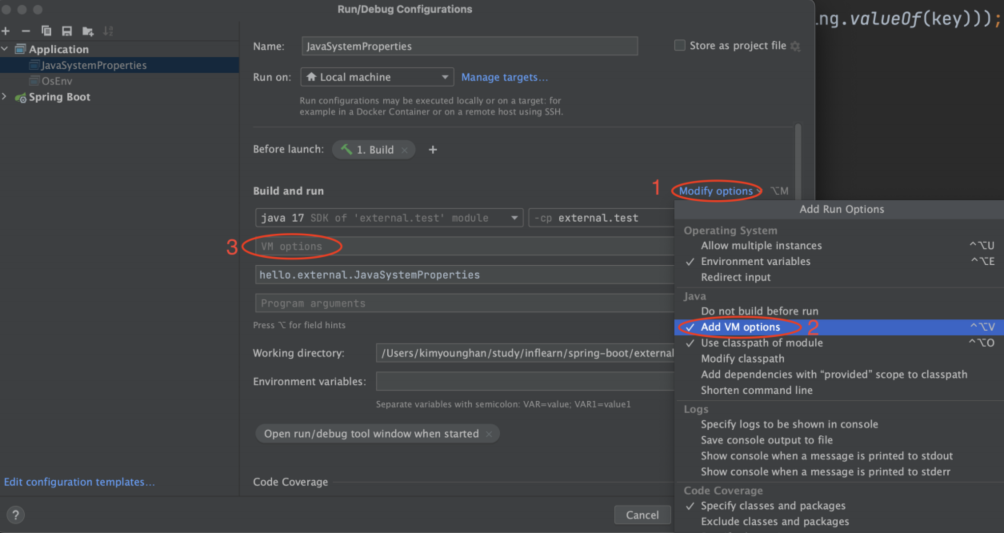 Run/Debug Configurations
ng.valueOf(key)));
Application
JavaSystemProperties
OsEnv
Spring Boot
Name: JavaSystemProperties Store as project file
Run on: Local machine Manage targets...
Run configurations may be executed locally or on a target: for
example in a Docker Container or on a remote host using SSH.
Before launch: 1. Build × +
Build and run 1 Modify options ⌥M
java 17 SDK of 'external.test' module -cp external.test
3 VM options
hello.external.JavaSystemProperties
Program arguments
Press ⌥ for field hints
Working directory: /Users/kimyounghan/study/inflearn/spring-boot/external
Environment variables:
Separate variables with semicolon: VAR=value; VAR1=value1
Open run/debug tool window when started ×
Code Coverage
Edit configuration templates...
?
Cancel
Add Run Options
Operating System
Allow multiple instances ^⌥U
✓ Environment variables ^⌥E
Redirect input
Java
Do not build before run
✓ Add VM options 2 ^⌥V
✓ Use classpath of module ^⌥O
Modify classpath
Add dependencies with “provided” scope to classpath
Shorten command line
Logs
Specify logs to be shown in console
Save console output to file
Show console when a message is printed to stdout
Show console when a message is printed to stderr
Code Coverage
✓ Specify classes and packages
Exclude classes and packages